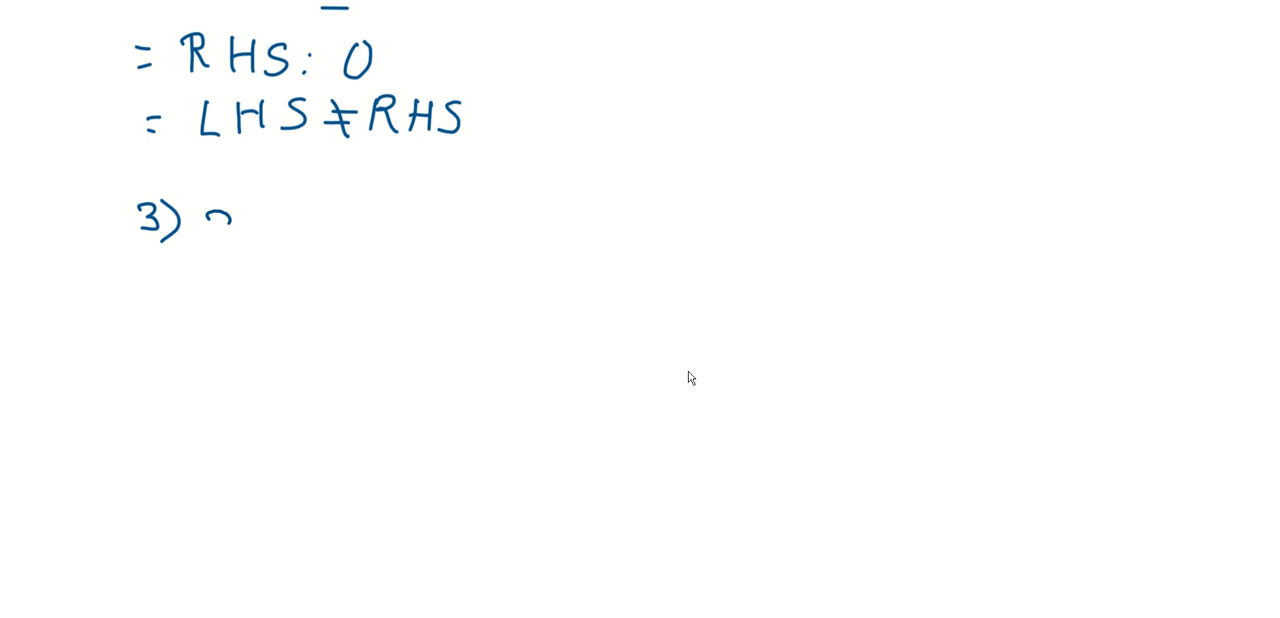 = RHS: 0
= LHS ≠ RHS
3)